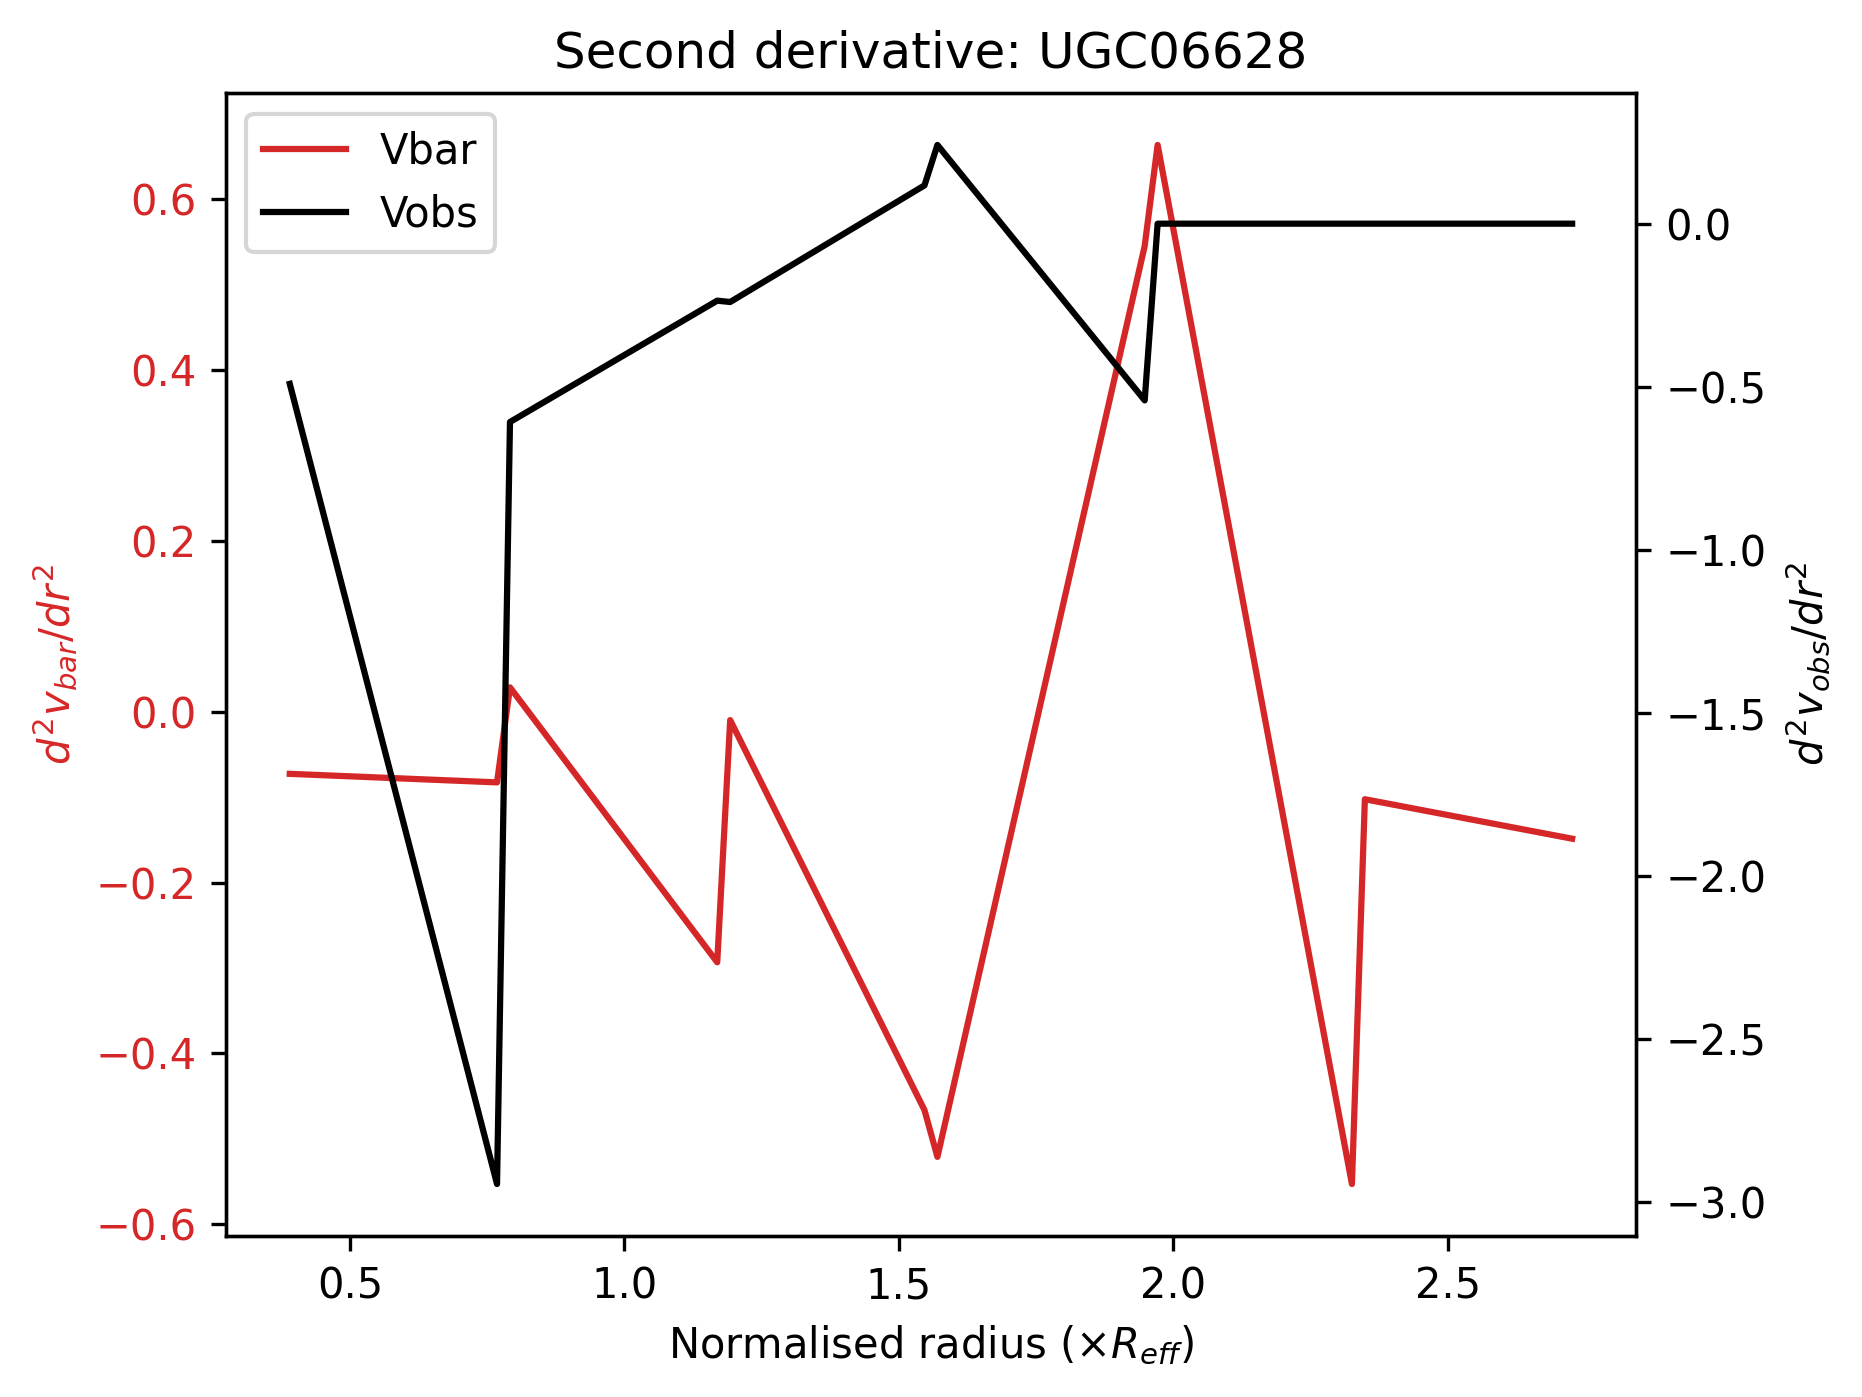 Second derivative: UGC06628
Vbar
Vobs
0.6
0.4
0.2
0.0
−0.2
−0.4
−0.6
d²v_bar/dr²
0.0
−0.5
−1.0
−1.5
−2.0
−2.5
−3.0
d²v_obs/dr²
0.5 1.0 1.5 2.0 2.5
Normalised radius (×R_eff)